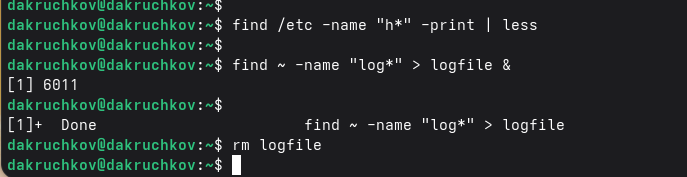 dakruchkov@dakruchkov:~$
dakruchkov@dakruchkov:~$ find /etc -name "h*" -print | less
dakruchkov@dakruchkov:~$
dakruchkov@dakruchkov:~$ find ~ -name "log*" > logfile &
[1] 6011
dakruchkov@dakruchkov:~$
[1]+  Done                    find ~ -name "log*" > logfile
dakruchkov@dakruchkov:~$ rm logfile
dakruchkov@dakruchkov:~$